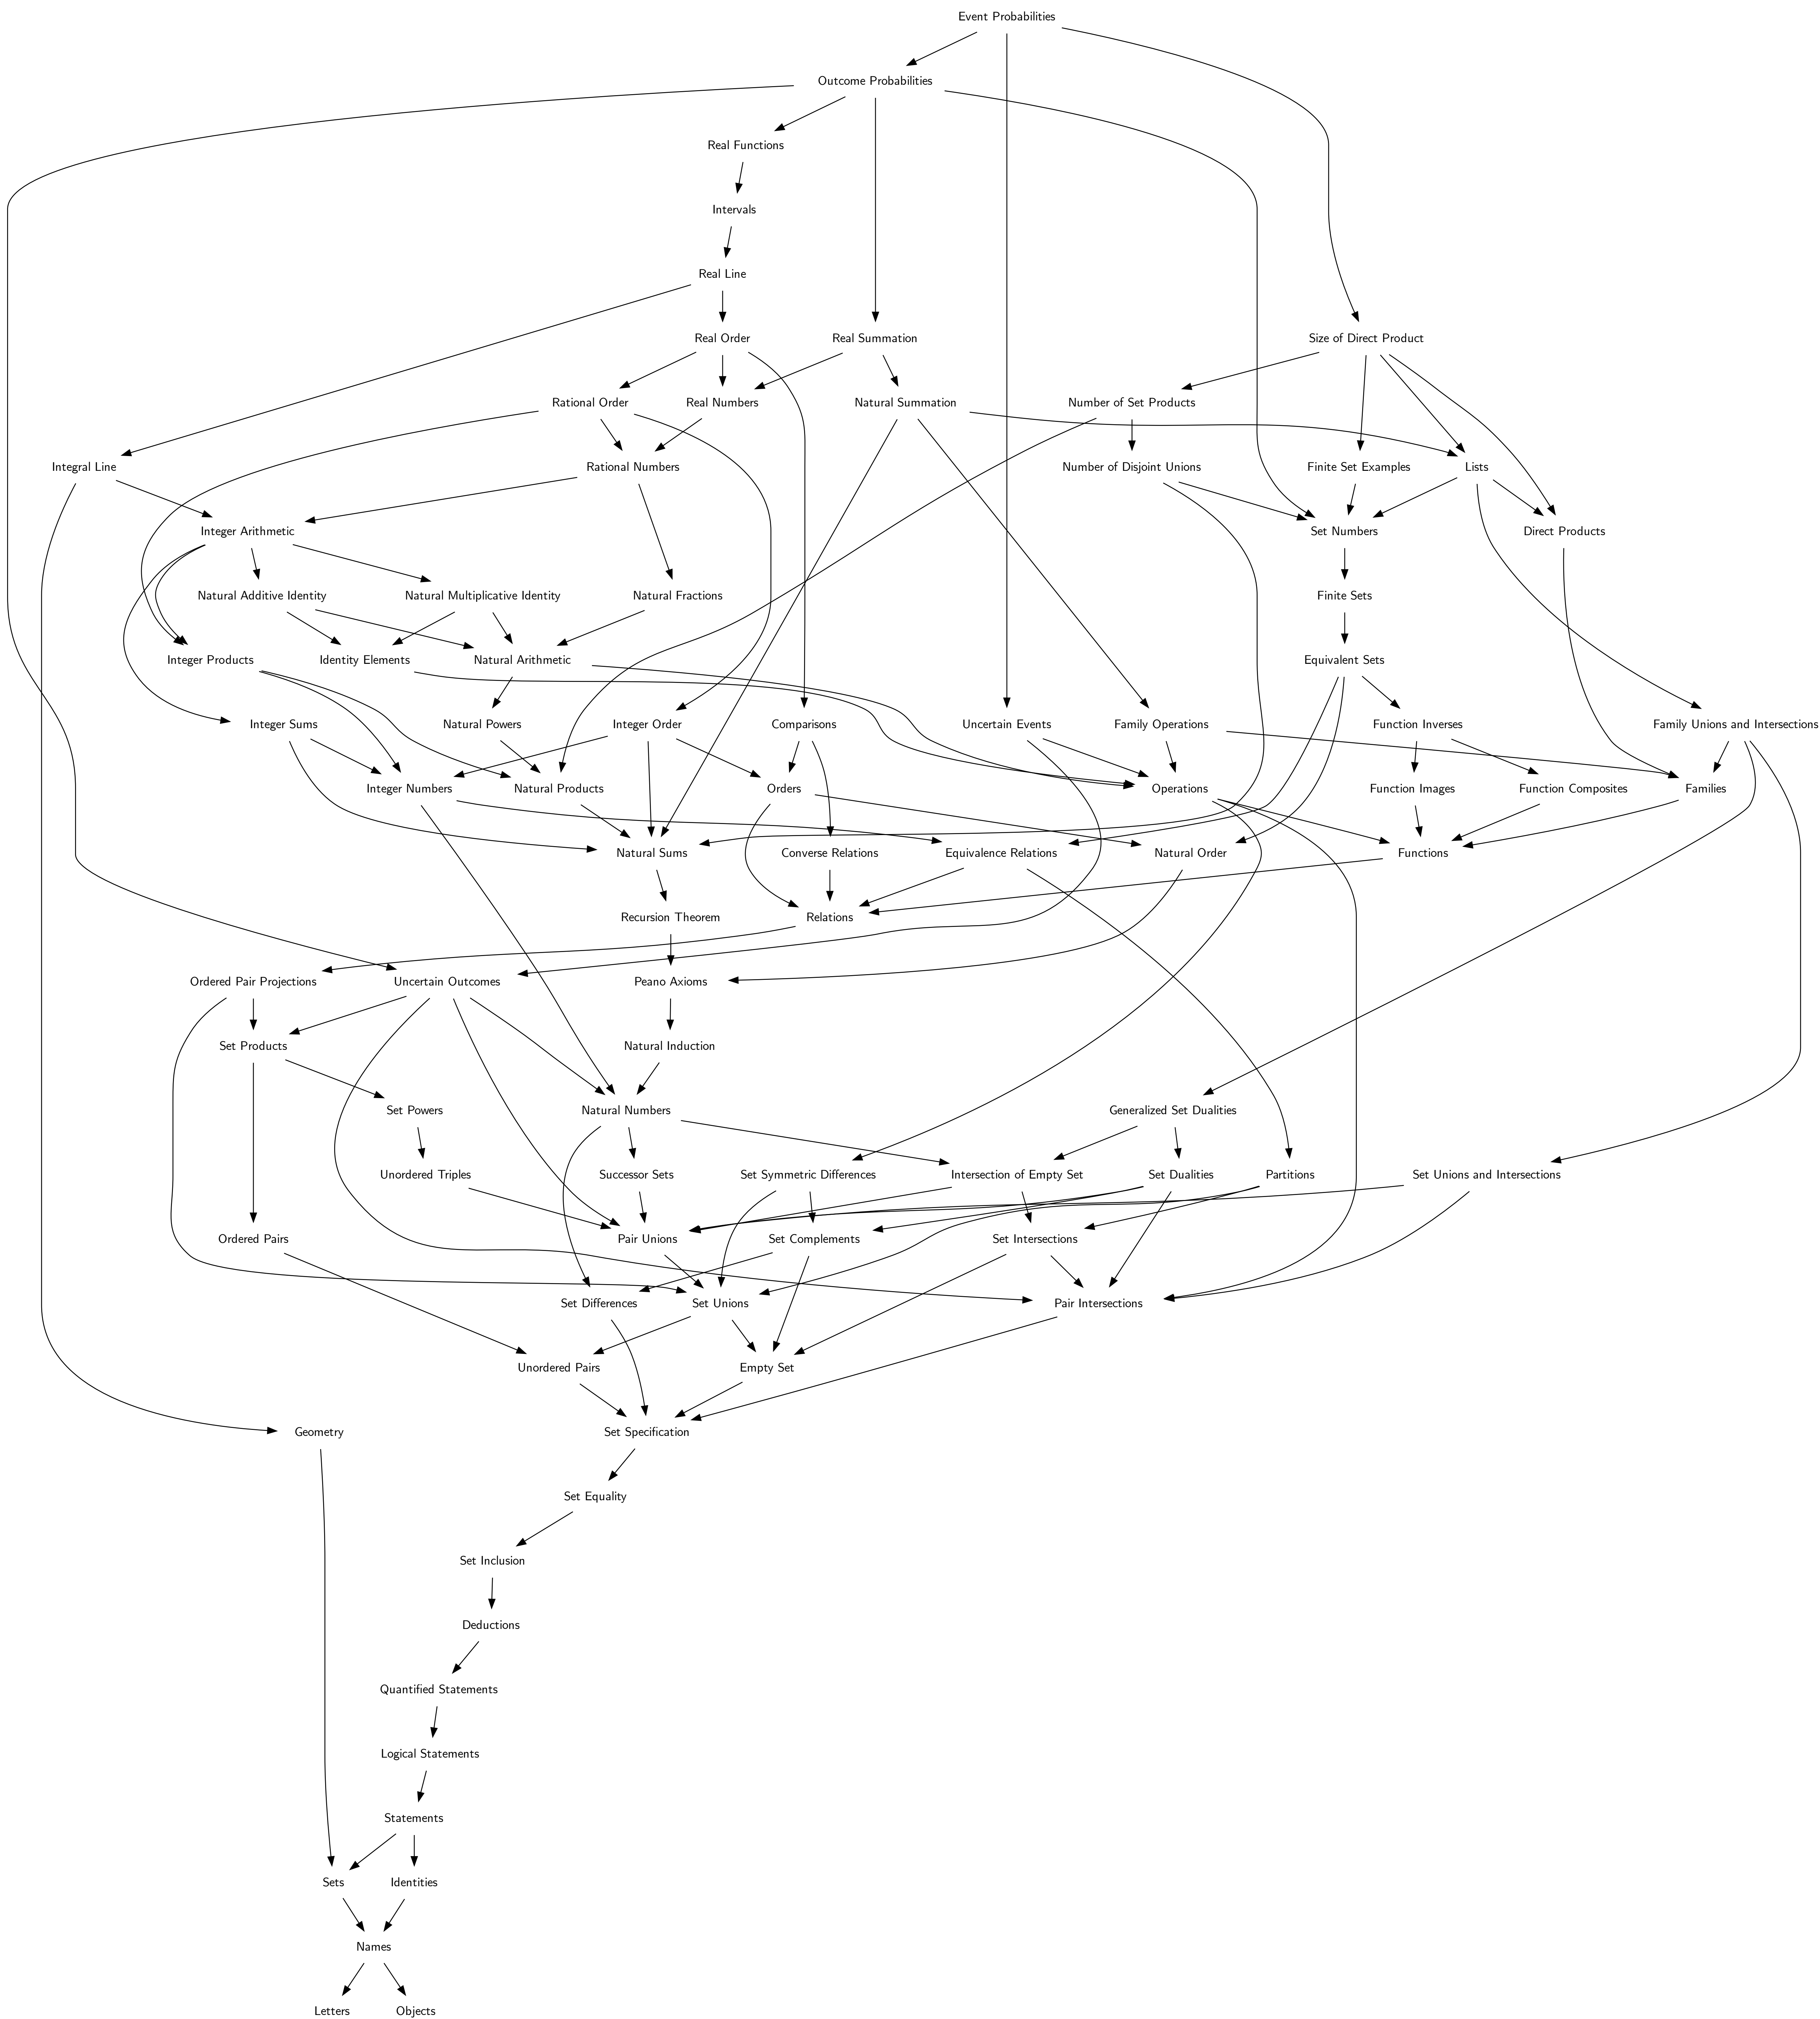 Event Probabilities
Outcome Probabilities
Real Functions
Intervals
Real Line
Real Order
Real Summation
Size of Direct Product
Rational Order
Real Numbers
Natural Summation
Number of Set Products
Integral Line
Rational Numbers
Number of Disjoint Unions
Finite Set Examples
Lists
Integer Arithmetic
Set Numbers
Direct Products
Natural Additive Identity
Natural Multiplicative Identity
Natural Fractions
Finite Sets
Integer Products
Identity Elements
Natural Arithmetic
Equivalent Sets
Integer Sums
Natural Powers
Integer Order
Comparisons
Uncertain Events
Family Operations
Function Inverses
Family Unions and Intersections
Integer Numbers
Natural Products
Orders
Operations
Function Images
Function Composites
Families
Natural Sums
Converse Relations
Equivalence Relations
Natural Order
Functions
Recursion Theorem
Relations
Ordered Pair Projections
Uncertain Outcomes
Peano Axioms
Set Products
Natural Induction
Set Powers
Natural Numbers
Generalized Set Dualities
Unordered Triples
Successor Sets
Set Symmetric Differences
Intersection of Empty Set
Set Dualities
Partitions
Set Unions and Intersections
Ordered Pairs
Pair Unions
Set Complements
Set Intersections
Set Differences
Set Unions
Pair Intersections
Unordered Pairs
Empty Set
Geometry
Set Specification
Set Equality
Set Inclusion
Deductions
Quantified Statements
Logical Statements
Statements
Sets
Identities
Names
Letters
Objects